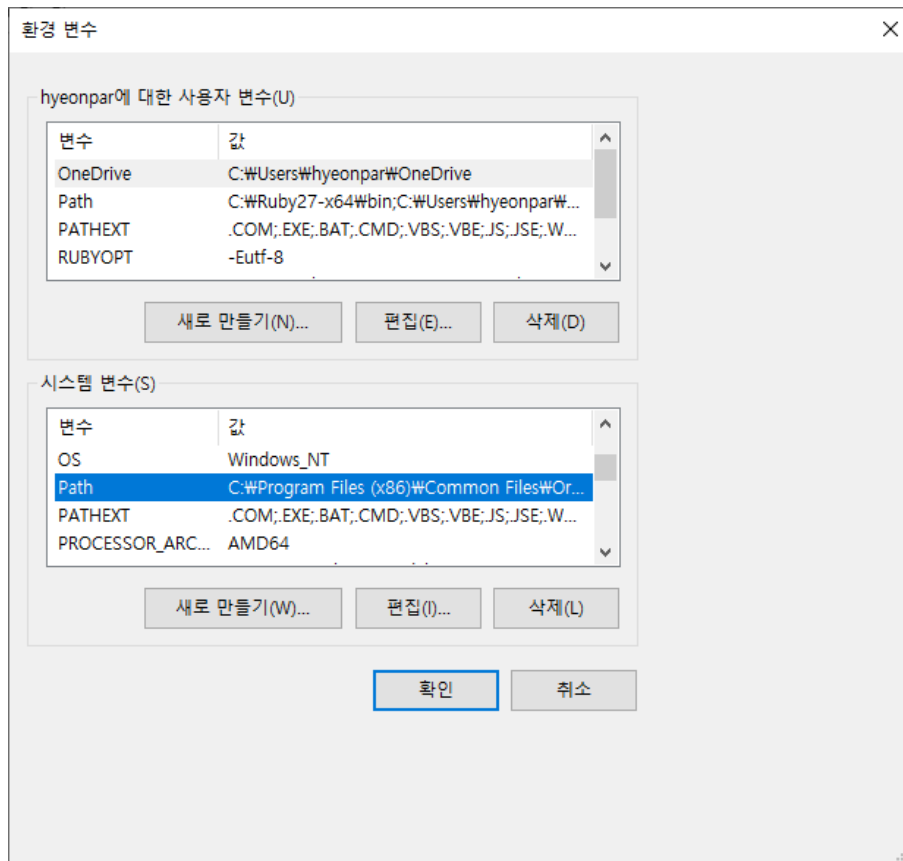 환경 변수
hyeonpar에 대한 사용자 변수(U)
변수 값
OneDrive C:₩Users₩hyeonpar₩OneDrive
Path C:₩Ruby27-x64₩bin;C:₩Users₩hyeonpar₩...
PATHEXT .COM;.EXE;.BAT;.CMD;.VBS;.VBE;.JS;.JSE;.W...
RUBYOPT -Eutf-8
새로 만들기(N)... 편집(E)... 삭제(D)
시스템 변수(S)
변수 값
OS Windows_NT
Path C:₩Program Files (x86)₩Common Files₩Or...
PATHEXT .COM;.EXE;.BAT;.CMD;.VBS;.VBE;.JS;.JSE;.W...
PROCESSOR_ARC... AMD64
새로 만들기(W)... 편집(I)... 삭제(L)
확인 취소